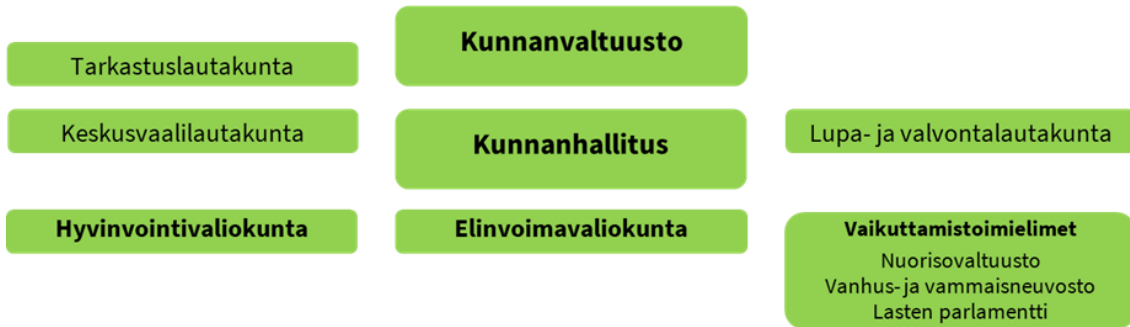 Kunnanvaltuusto
Tarkastuslautakunta
Keskusvaalilautakunta
Kunnanhallitus
Lupa- ja valvontalautakunta
Hyvinvointivaliokunta
Elinvoimavaliokunta
Vaikuttamistoimielimet
Nuorisovaltuusto
Vanhus- ja vammaisneuvosto
Lasten parlamentti